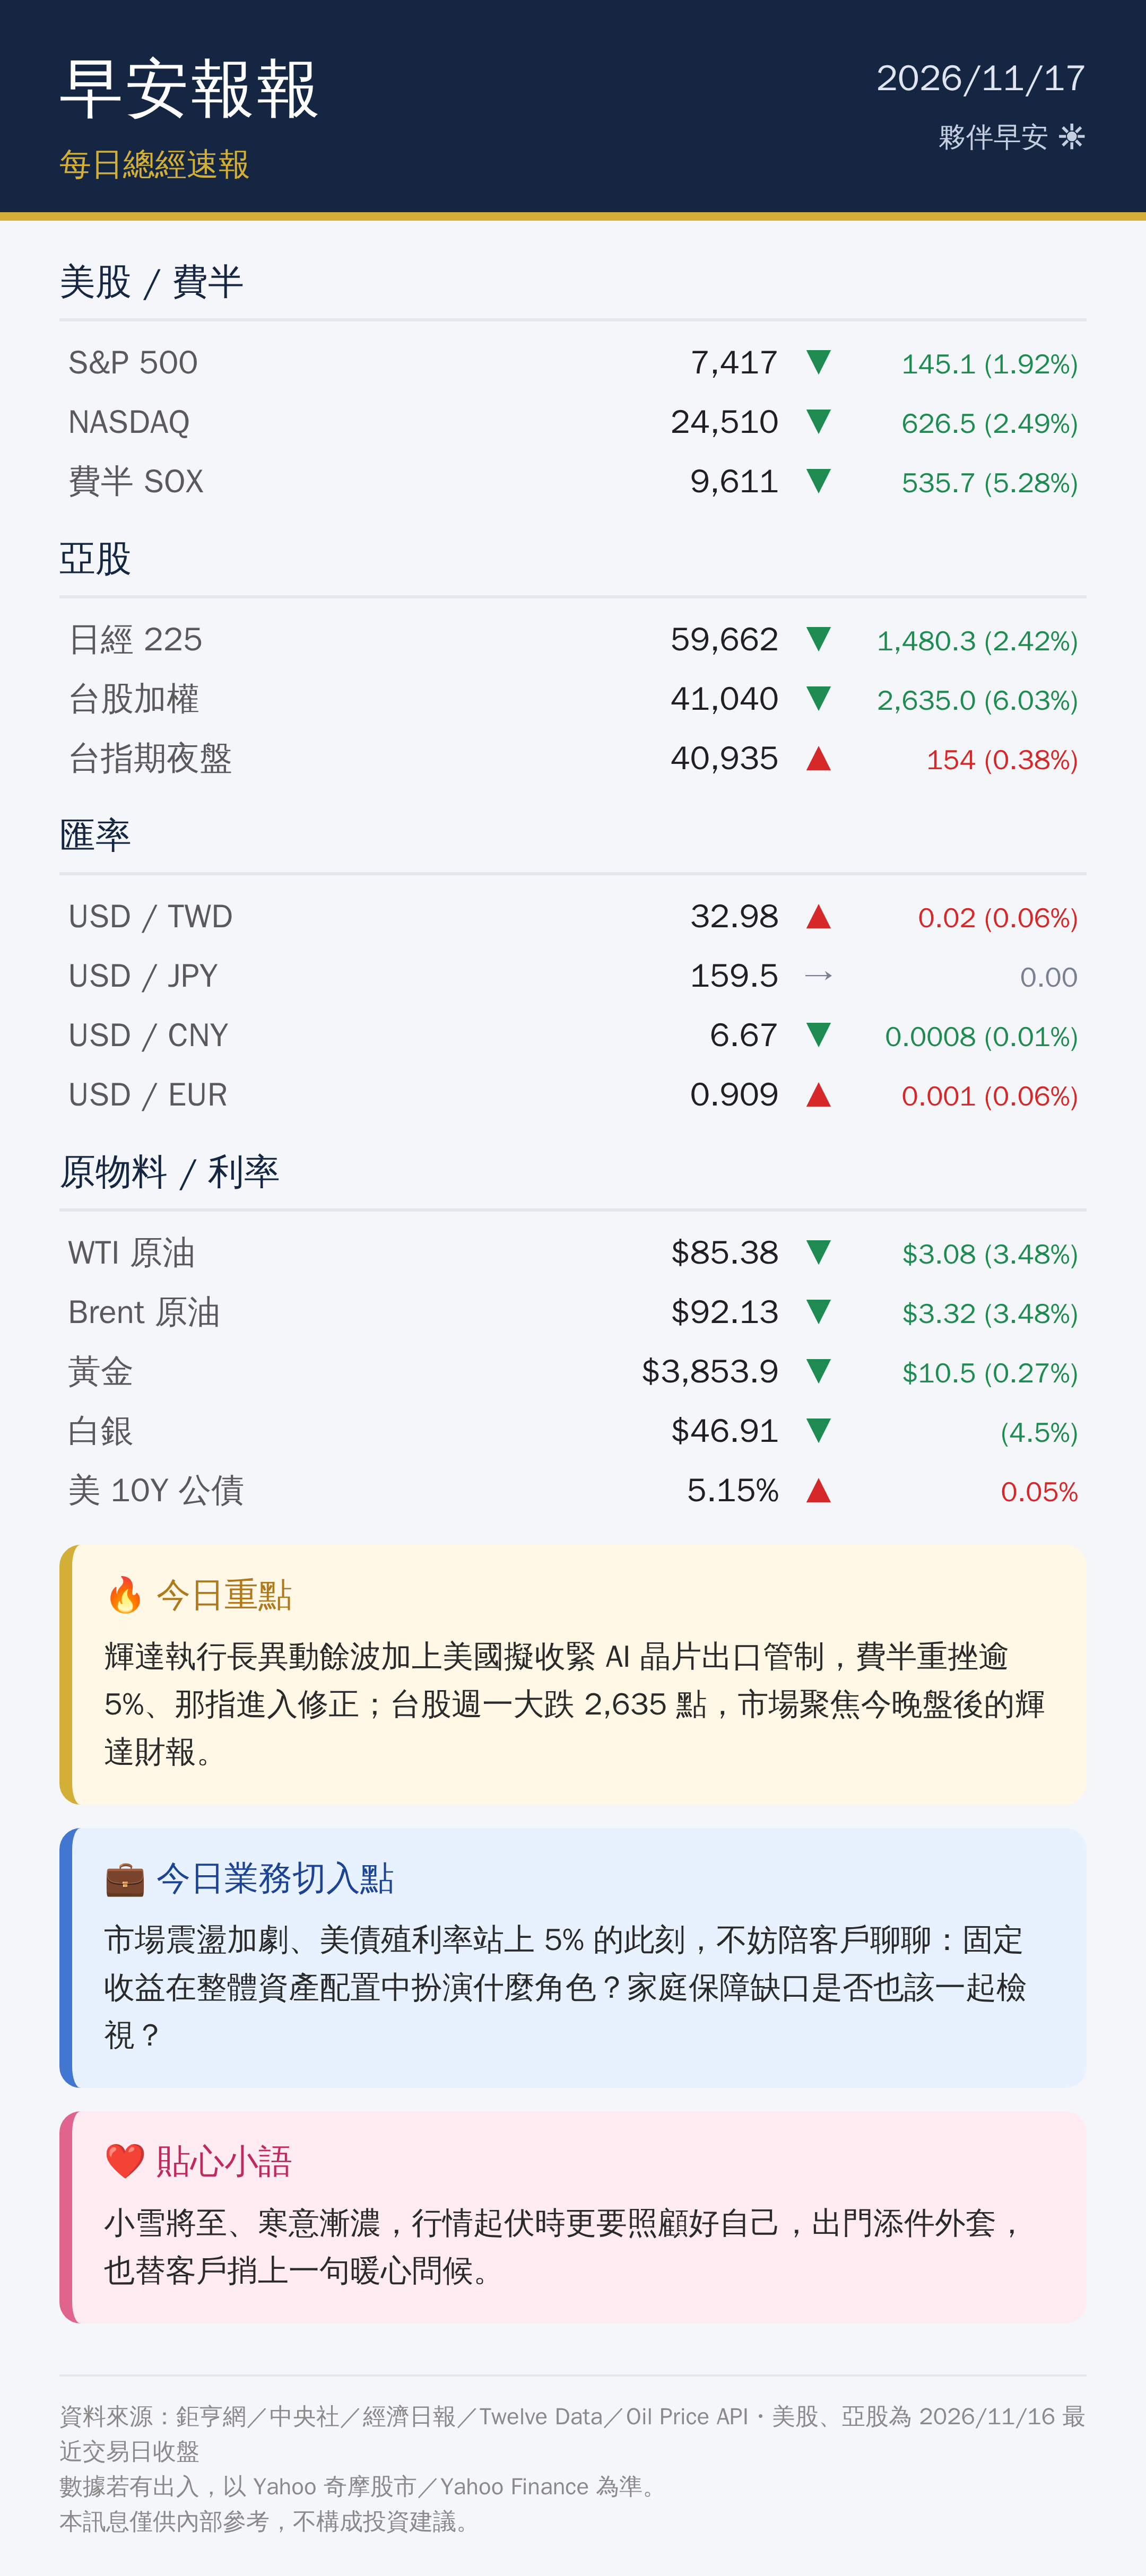 早安報報
每日總經速報
2026/11/17
夥伴早安 ☀
美股 / 費半
S&P 500 7,417 ▼ 145.1 (1.92%)
NASDAQ 24,510 ▼ 626.5 (2.49%)
費半 SOX 9,611 ▼ 535.7 (5.28%)
亞股
日經 225 59,662 ▼ 1,480.3 (2.42%)
台股加權 41,040 ▼ 2,635.0 (6.03%)
台指期夜盤 40,935 ▲ 154 (0.38%)
匯率
USD / TWD 32.98 ▲ 0.02 (0.06%)
USD / JPY 159.5 → 0.00
USD / CNY 6.67 ▼ 0.0008 (0.01%)
USD / EUR 0.909 ▲ 0.001 (0.06%)
原物料 / 利率
WTI 原油 $85.38 ▼ $3.08 (3.48%)
Brent 原油 $92.13 ▼ $3.32 (3.48%)
黃金 $3,853.9 ▼ $10.5 (0.27%)
白銀 $46.91 ▼ (4.5%)
美 10Y 公債 5.15% ▲ 0.05%
🔥 今日重點
輝達執行長異動餘波加上美國擬收緊 AI 晶片出口管制，費半重挫逾
5%、那指進入修正；台股週一大跌 2,635 點，市場聚焦今晚盤後的輝
達財報。
💼 今日業務切入點
市場震盪加劇、美債殖利率站上 5% 的此刻，不妨陪客戶聊聊：固定
收益在整體資產配置中扮演什麼角色？家庭保障缺口是否也該一起檢
視？
❤️ 貼心小語
小雪將至、寒意漸濃，行情起伏時更要照顧好自己，出門添件外套，
也替客戶捎上一句暖心問候。
資料來源：鉅亨網／中央社／經濟日報／Twelve Data／Oil Price API・美股、亞股為 2026/11/16 最
近交易日收盤
數據若有出入，以 Yahoo 奇摩股市／Yahoo Finance 為準。
本訊息僅供內部參考，不構成投資建議。